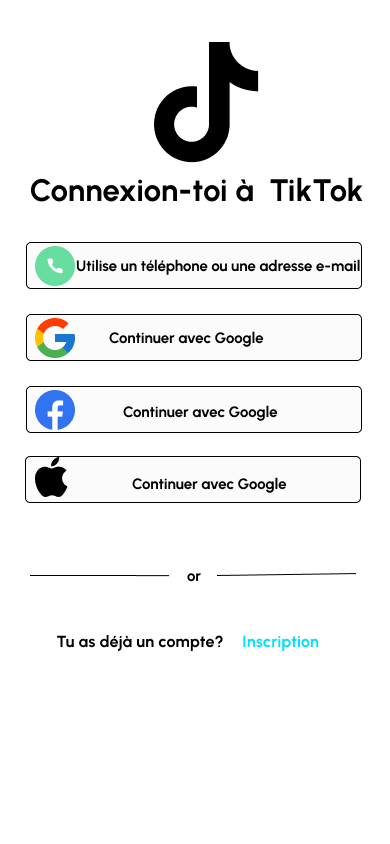 Connexion-toi à TikTok
Utilise un téléphone ou une adresse e-mail
Continuer avec Google
Continuer avec Google
Continuer avec Google
or
Tu as déjà un compte? Inscription